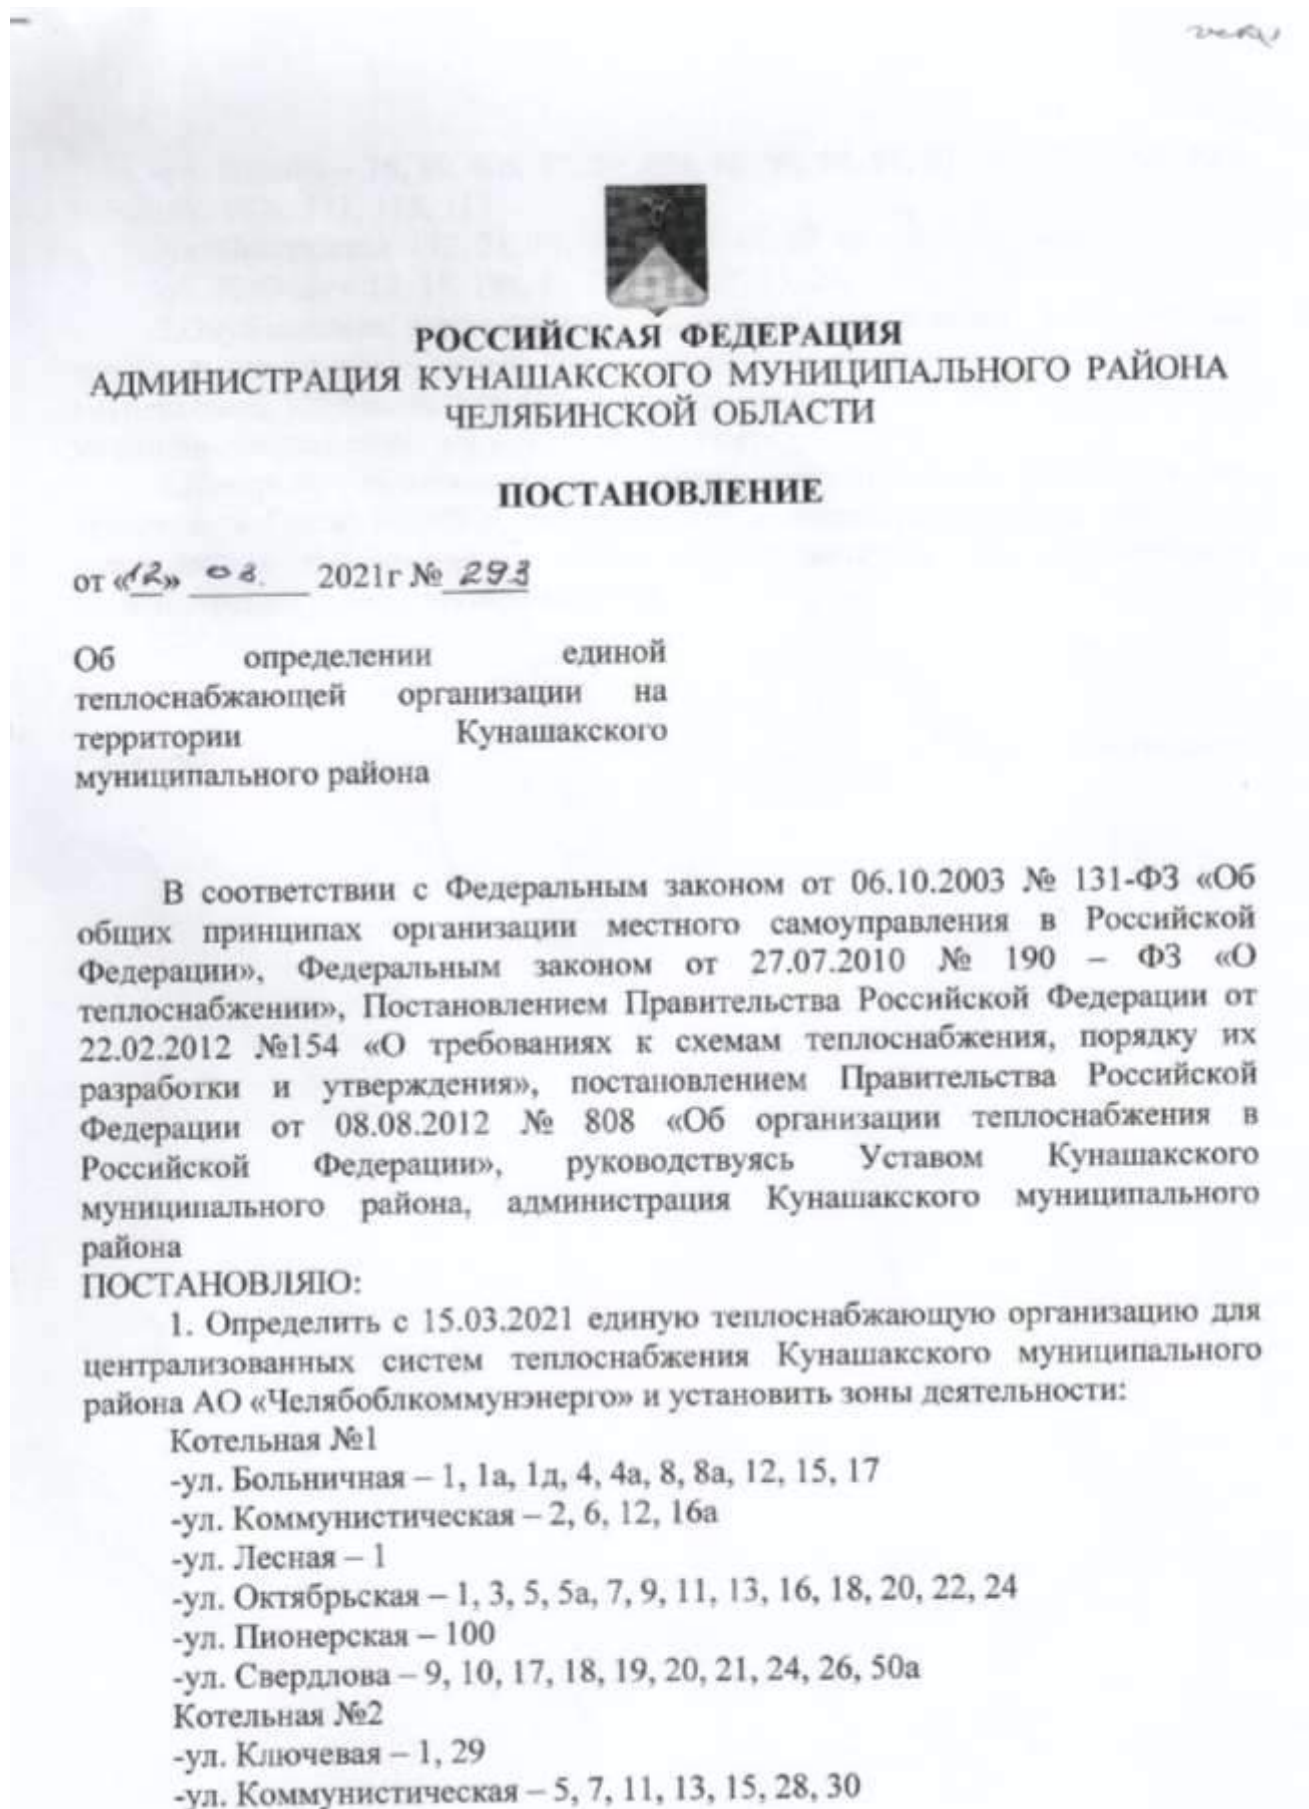 РОССИЙСКАЯ ФЕДЕРАЦИЯ
АДМИНИСТРАЦИЯ КУНАШАКСКОГО МУНИЦИПАЛЬНОГО РАЙОНА
ЧЕЛЯБИНСКОЙ ОБЛАСТИ
ПОСТАНОВЛЕНИЕ
от «12» 03. 2021г № 293
Об определении единой
теплоснабжающей организации на
территории Кунашакского
муниципального района
В соответствии с Федеральным законом от 06.10.2003 № 131-ФЗ «Об
общих принципах организации местного самоуправления в Российской
Федерации», Федеральным законом от 27.07.2010 № 190 – ФЗ «О
теплоснабжении», Постановлением Правительства Российской Федерации от
22.02.2012 №154 «О требованиях к схемам теплоснабжения, порядку их
разработки и утверждения», постановлением Правительства Российской
Федерации от 08.08.2012 № 808 «Об организации теплоснабжения в
Российской Федерации», руководствуясь Уставом Кунашакского
муниципального района, администрация Кунашакского муниципального
района
ПОСТАНОВЛЯЮ:
1. Определить с 15.03.2021 единую теплоснабжающую организацию для
централизованных систем теплоснабжения Кунашакского муниципального
района АО «Челябоблкоммунэнерго» и установить зоны деятельности:
Котельная №1
-ул. Больничная – 1, 1а, 1д, 4, 4а, 8, 8а, 12, 15, 17
-ул. Коммунистическая – 2, 6, 12, 16а
-ул. Лесная – 1
-ул. Октябрьская – 1, 3, 5, 5а, 7, 9, 11, 13, 16, 18, 20, 22, 24
-ул. Пионерская – 100
-ул. Свердлова – 9, 10, 17, 18, 19, 20, 21, 24, 26, 50а
Котельная №2
-ул. Ключевая – 1, 29
-ул. Коммунистическая – 5, 7, 11, 13, 15, 28, 30